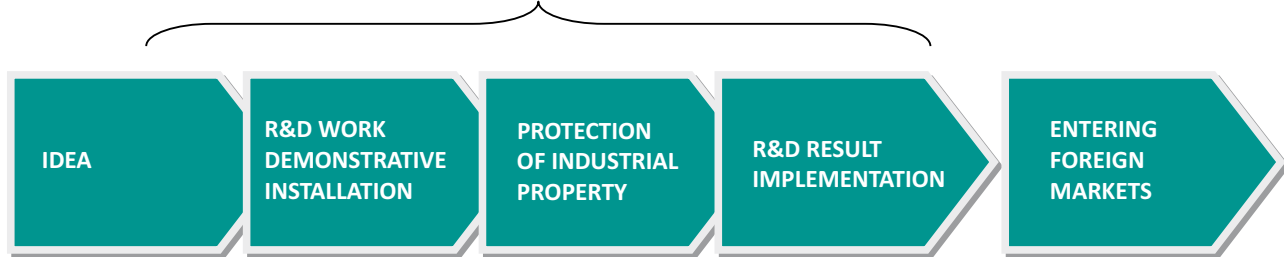 IDEA
R&D WORK
DEMONSTRATIVE
INSTALLATION
PROTECTION
OF INDUSTRIAL
PROPERTY
R&D RESULT
IMPLEMENTATION
ENTERING
FOREIGN
MARKETS